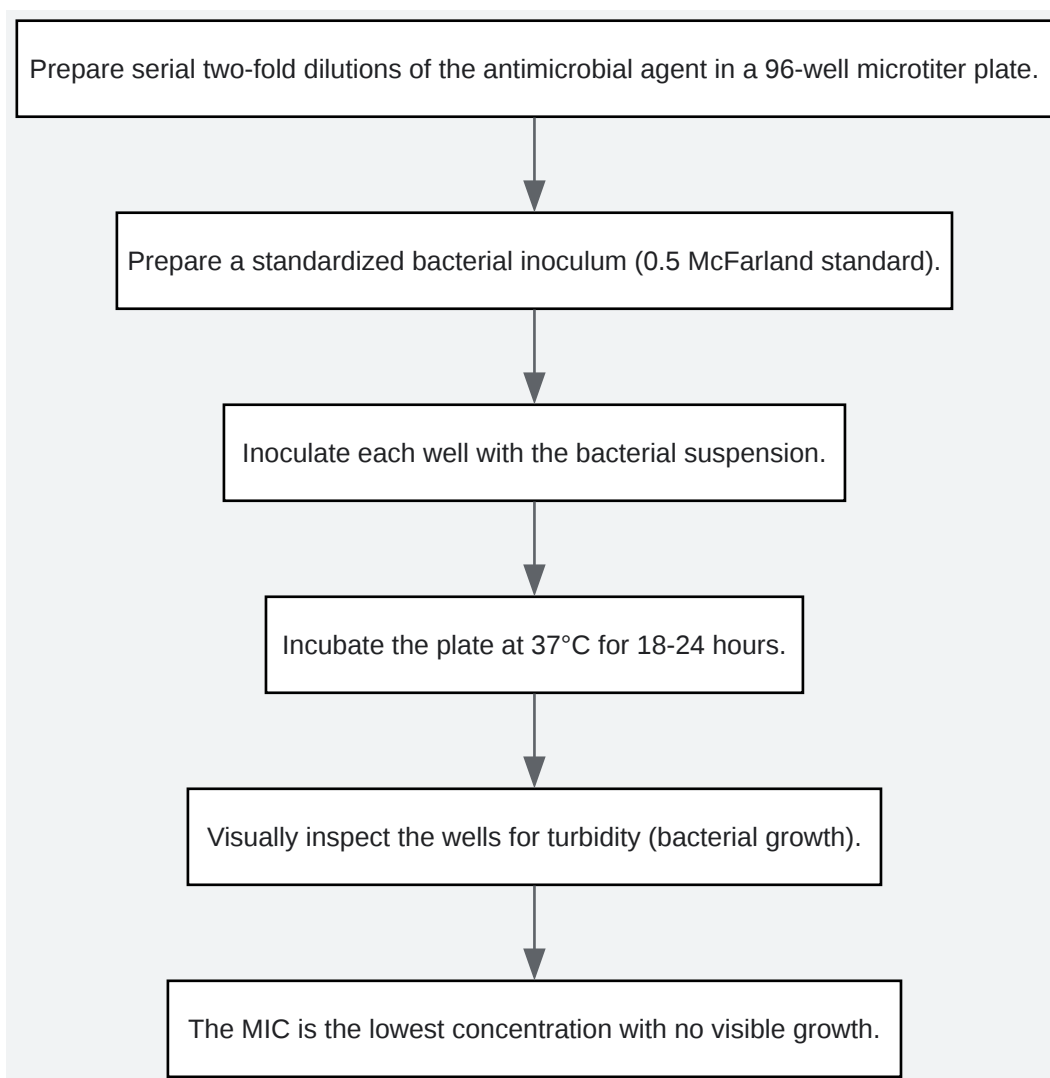 Prepare serial two-fold dilutions of the antimicrobial agent in a 96-well microtiter plate.
Prepare a standardized bacterial inoculum (0.5 McFarland standard).
Inoculate each well with the bacterial suspension.
Incubate the plate at 37°C for 18-24 hours.
Visually inspect the wells for turbidity (bacterial growth).
The MIC is the lowest concentration with no visible growth.